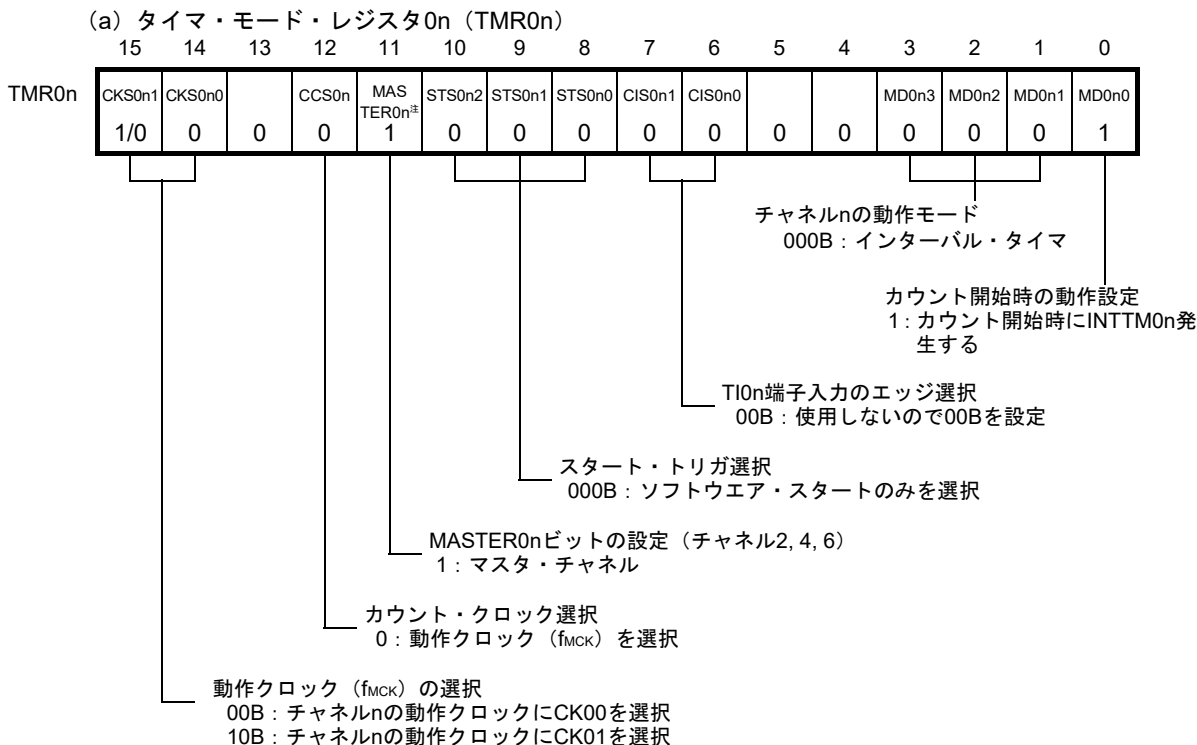 (a) タイマ・モード・レジスタ0n (TMR0n)
15 14 13 12 11 10 9 8 7 6 5 4 3 2 1 0
TMR0n CKS0n1 CKS0n0 CCS0n MAS TER0n注 STS0n2 STS0n1 STS0n0 CIS0n1 CIS0n0 MD0n3 MD0n2 MD0n1 MD0n0
1/0 0 0 0 1 0 0 0 0 0 0 0 0 0 0 1
チャネルnの動作モード
000B：インターバル・タイマ
カウント開始時の動作設定
1：カウント開始時にINTTM0n発
生する
TI0n端子入力のエッジ選択
00B：使用しないので00Bを設定
スタート・トリガ選択
000B：ソフトウエア・スタートのみを選択
MASTER0nビットの設定（チャネル2, 4, 6）
1：マスタ・チャネル
カウント・クロック選択
0：動作クロック（fMCK）を選択
動作クロック（fMCK）の選択
00B：チャネルnの動作クロックにCK00を選択
10B：チャネルnの動作クロックにCK01を選択